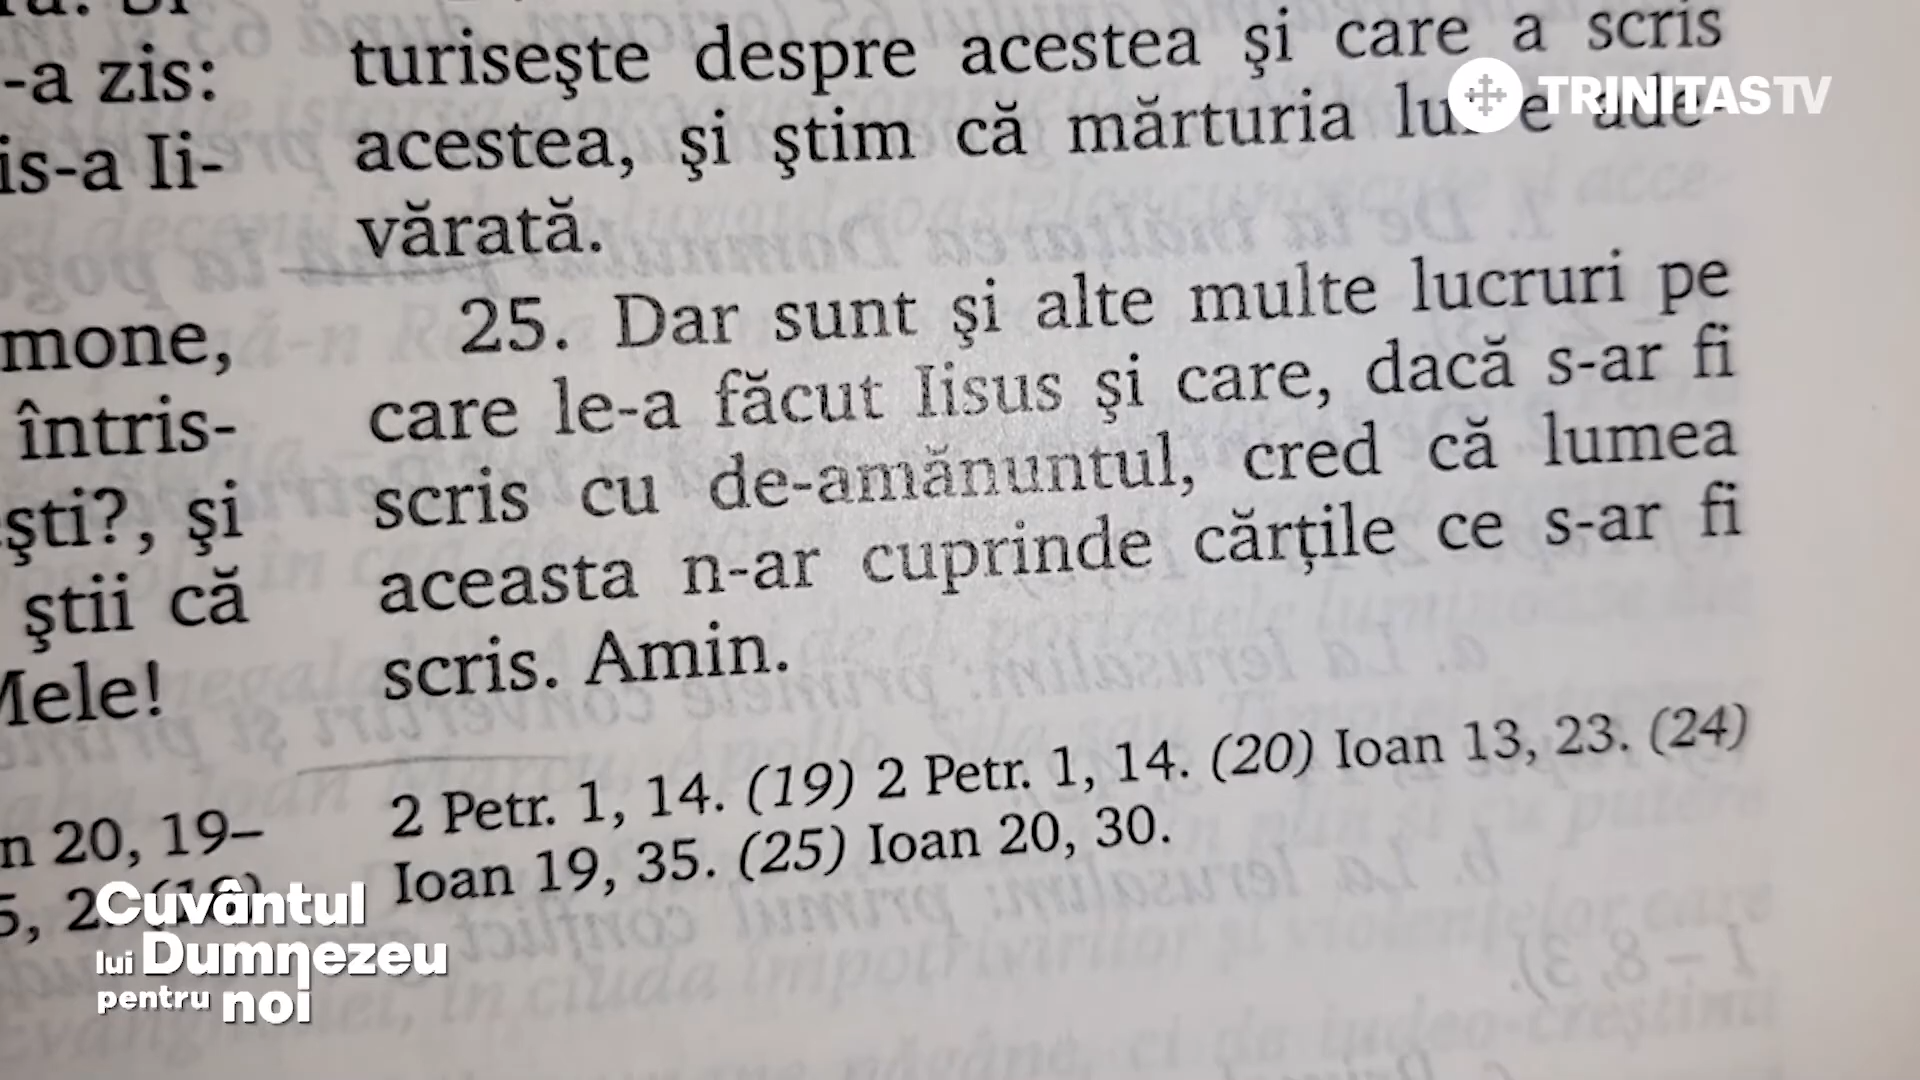 -a zis:
is-a Ii-
mone,
întris-
şti?, şi
ştii că
Mele!
n 20, 19–
5, 2
turiseşte despre acestea şi care a scris
acestea, şi ştim că mărturia ade-
vărată.
25. Dar sunt şi alte multe lucruri pe
care le-a făcut Iisus şi care, dacă s-ar fi
scris cu de-amănuntul, cred că lumea
aceasta n-ar cuprinde cărţile ce s-ar fi
scris. Amin.
2 Petr. 1, 14. (19) 2 Petr. 1, 14. (20) Ioan 13, 23. (24)
Ioan 19, 35. (25) Ioan 20, 30.
TRINITAS TV
Cuvântul
lui Dumnezeu
pentru noi